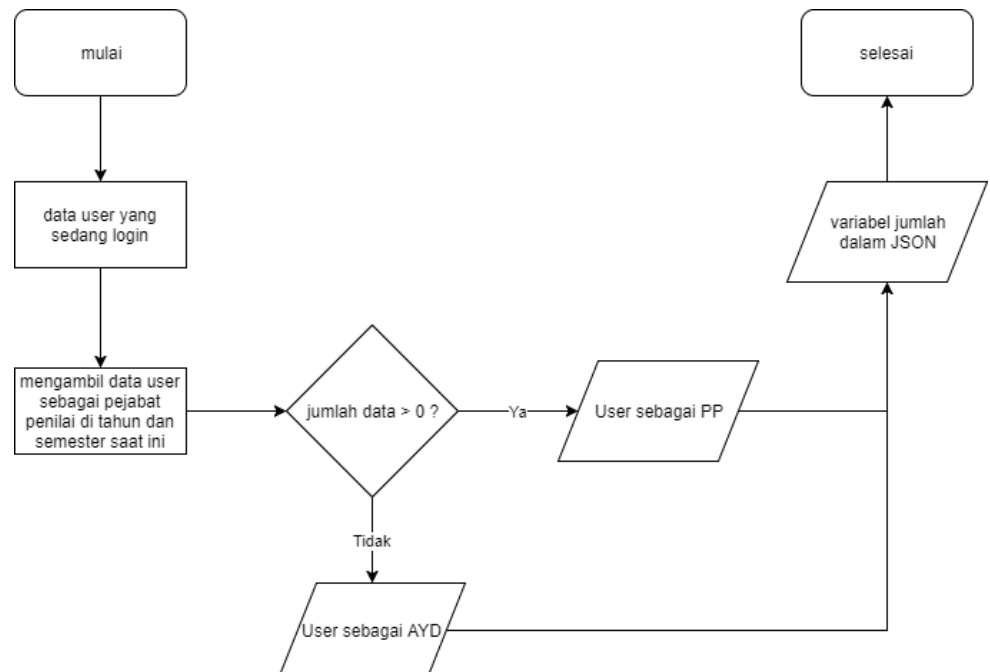 mulai
selesai
data user yang
sedang login
variabel jumlah
dalam JSON
mengambil data user
sebagai pejabat
penilai di tahun dan
semester saat ini
jumlah data > 0 ?
Ya
User sebagai PP
Tidak
User sebagai AYD